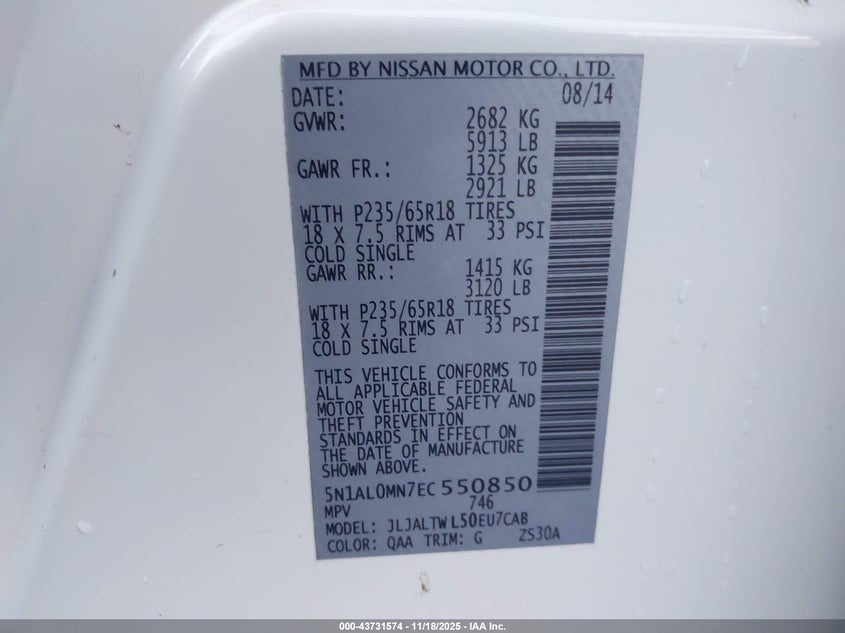 MFD BY NISSAN MOTOR CO., LTD.
DATE: 08/14
GVWR: 2682 KG
5913 LB
GAWR FR.: 1325 KG
2921 LB
WITH P235/65R18 TIRES
18 X 7.5 RIMS AT 33 PSI
COLD SINGLE
GAWR RR.: 1415 KG
3120 LB
WITH P235/65R18 TIRES
18 X 7.5 RIMS AT 33 PSI
COLD SINGLE
THIS VEHICLE CONFORMS TO
ALL APPLICABLE FEDERAL
MOTOR VEHICLE SAFETY AND
THEFT PREVENTION
STANDARDS IN EFFECT ON
THE DATE OF MANUFACTURE
SHOWN ABOVE.
5N1AL0MN7EC550850
MPV 746
MODEL: JLJALTWL50EU7CAB
COLOR: QAA TRIM: G ZS30A
000-43731574 | 11/18/2025 - IAA Inc.